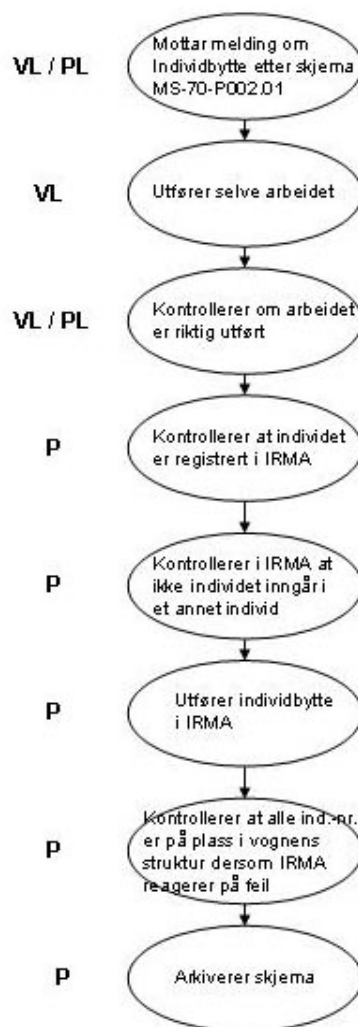 VL / PL
Mottar melding om
Individbytte etter skjema
MS-70-P002.01
VL
Utfører selve arbeidet
VL / PL
Kontrollerer om arbeidet
er riktig utført
P
Kontrollerer at individet
er registrert i IRMA
P
Kontrollerer i IRMA at
ikke individet inngår i
et annet individ
P
Utfører individbytte
i IRMA
P
Kontrollerer at alle ind.-nr.
er på plass i vognens
struktur dersom IRMA
reagerer på feil
P
Arkiverer skjema